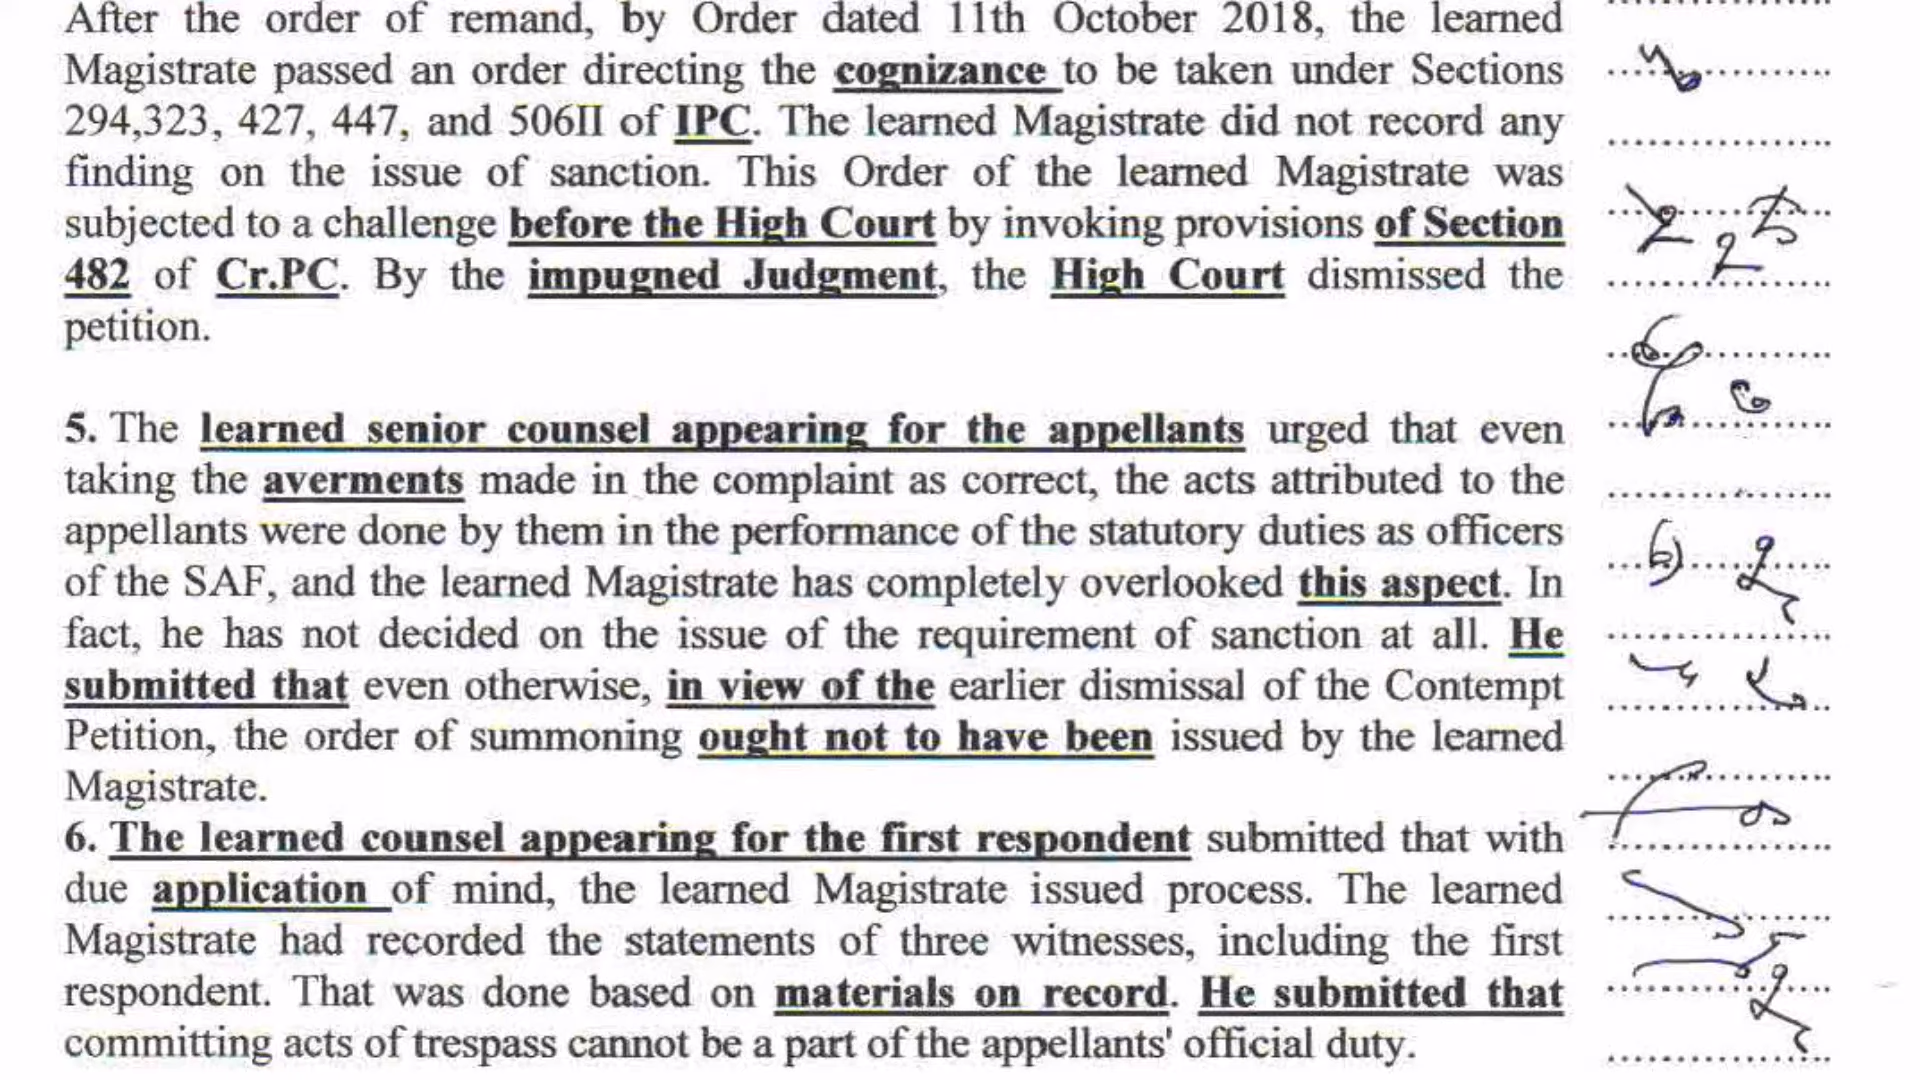 After the order of remand, by Order dated 11th October 2018, the learned
Magistrate passed an order directing the cognizance to be taken under Sections
294,323, 427, 447, and 506II of IPC. The learned Magistrate did not record any
finding on the issue of sanction. This Order of the learned Magistrate was
subjected to a challenge before the High Court by invoking provisions of Section
482 of Cr.PC. By the impugned Judgment, the High Court dismissed the
petition.
5. The learned senior counsel appearing for the appellants urged that even
taking the averments made in the complaint as correct, the acts attributed to the
appellants were done by them in the performance of the statutory duties as officers
of the SAF, and the learned Magistrate has completely overlooked this aspect. In
fact, he has not decided on the issue of the requirement of sanction at all. He
submitted that even otherwise, in view of the earlier dismissal of the Contempt
Petition, the order of summoning ought not to have been issued by the learned
Magistrate.
6. The learned counsel appearing for the first respondent submitted that with
due application of mind, the learned Magistrate issued process. The learned
Magistrate had recorded the statements of three witnesses, including the first
respondent. That was done based on materials on record. He submitted that
committing acts of trespass cannot be a part of the appellants' official duty.